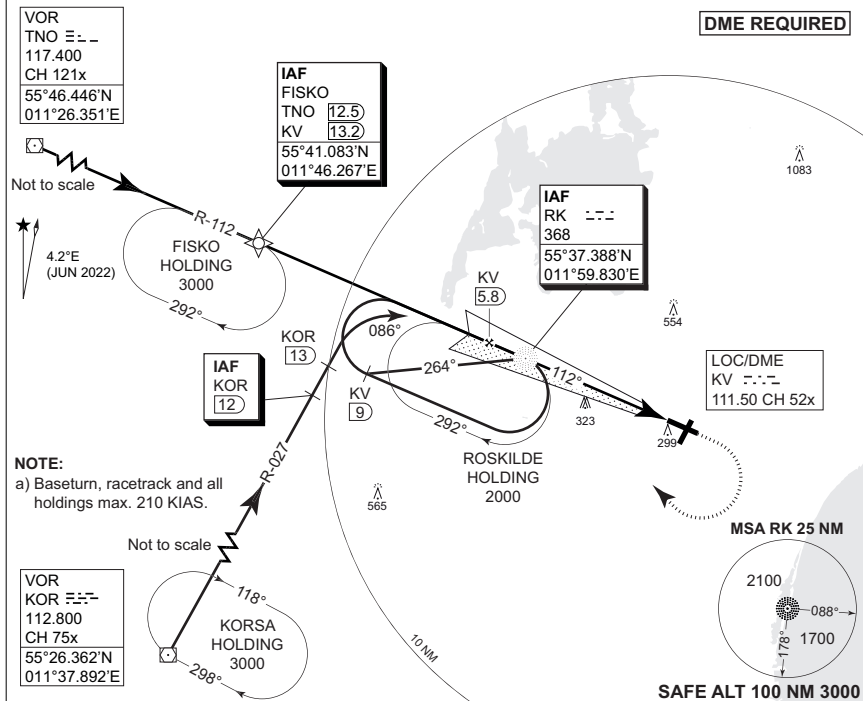 VOR
TNO
117.400
CH 121x
55°46.446'N
011°26.351'E
DME REQUIRED
IAF
FISKO
TNO 12.5
KV 13.2
55°41.083'N
011°46.267'E
1083
Not to scale
R-112
IAF
RK
368
55°37.388'N
011°59.830'E
4.2°E
(JUN 2022)
FISKO
HOLDING
3000
292°
KV
5.8
554
086°
KOR
13
IAF
KOR
12
264°
112°
LOC/DME
KV
111.50 CH 52x
KV
9
323
299
292°
ROSKILDE
HOLDING
2000
R-027
NOTE:
a) Baseturn, racetrack and all
holdings max. 210 KIAS.
565
Not to scale
MSA RK 25 NM
VOR
KOR
112.800
CH 75x
55°26.362'N
011°37.892'E
118°
KORSA
HOLDING
3000
298°
10 NM
2100
088°
178°
1700
SAFE ALT 100 NM 3000